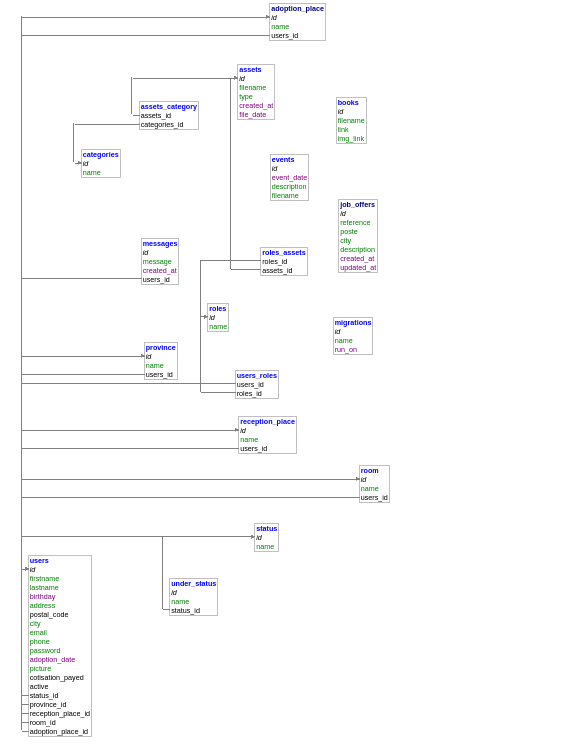 adoption_place
id
name
users_id
assets
id
filename
type
created_at
file_date
assets_category
assets_id
categories_id
books
id
filename
link
img_link
categories
id
name
events
id
event_date
description
filename
job_offers
id
reference
poste
city
description
created_at
updated_at
messages
id
message
created_at
users_id
roles_assets
roles_id
assets_id
roles
id
name
migrations
id
name
run_on
province
id
name
users_id
users_roles
users_id
roles_id
reception_place
id
name
users_id
room
id
name
users_id
status
id
name
users
id
firstname
lastname
birthday
address
postal_code
city
email
phone
password
adoption_date
picture
cotisation_payed
active
status_id
province_id
reception_place_id
room_id
adoption_place_id
under_status
id
name
status_id